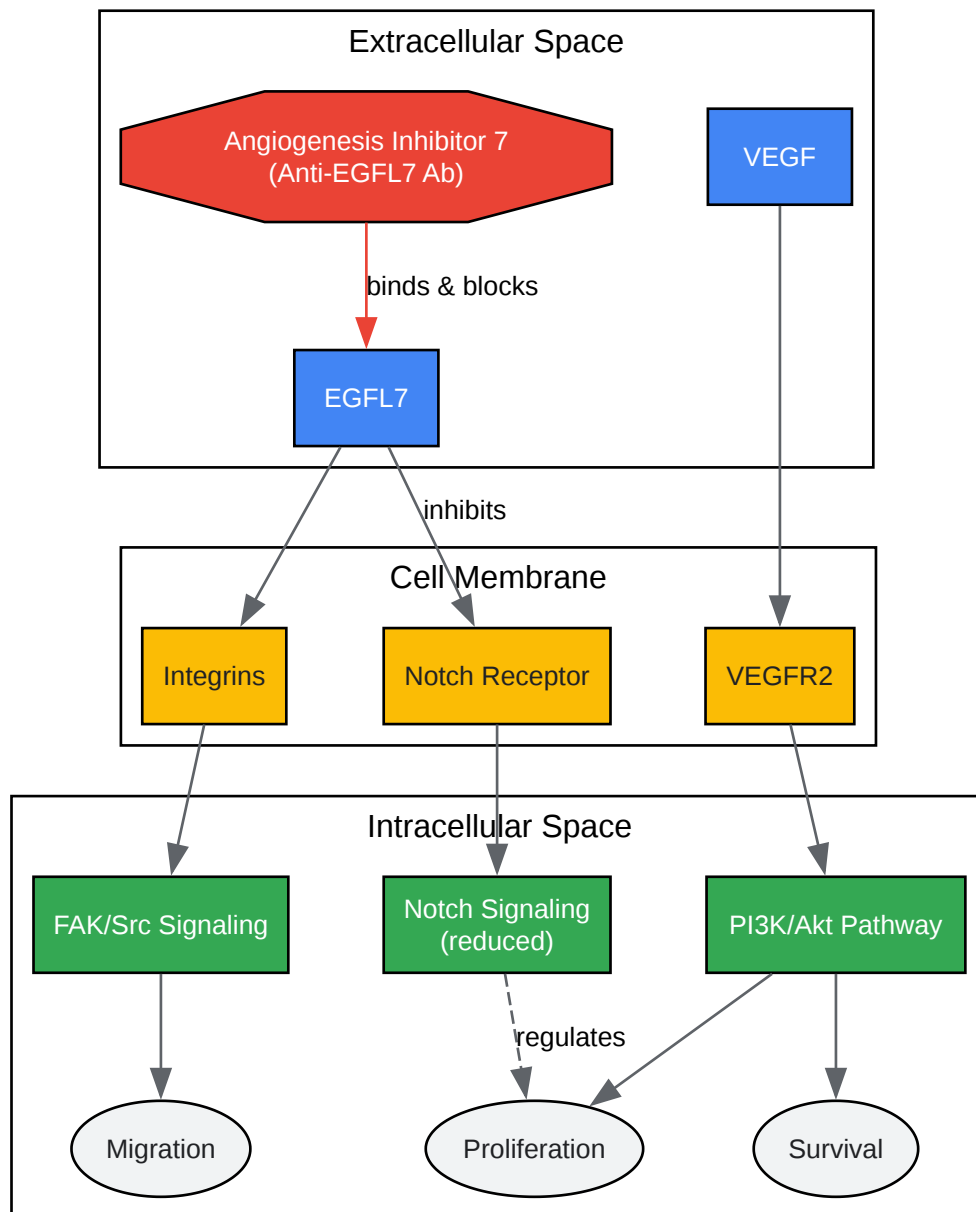 Extracellular Space
Angiogenesis Inhibitor 7
(Anti-EGFL7 Ab)
VEGF
binds & blocks
EGFL7
inhibits
Cell Membrane
Integrins
Notch Receptor
VEGFR2
Intracellular Space
FAK/Src Signaling
Notch Signaling
(reduced)
PI3K/Akt Pathway
regulates
Migration
Proliferation
Survival